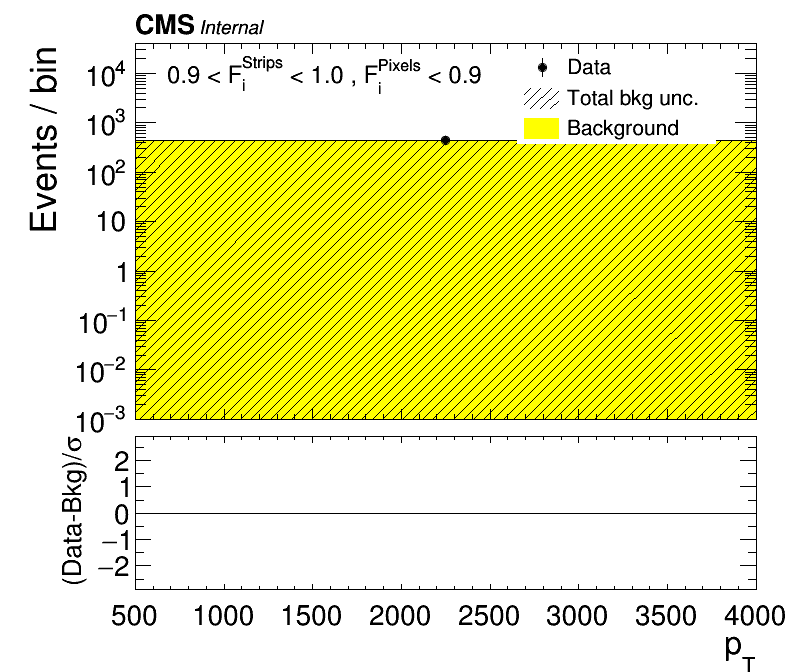 CMS Internal
0.9 < F_i^Strips < 1.0 , F_i^Pixels < 0.9
Data
Total bkg unc.
Background
Events / bin
10^4
10^3
10^2
10
1
10^−1
10^−2
10^−3
(Data-Bkg)/σ
2
1
0
−1
−2
500 1000 1500 2000 2500 3000 3500 4000
p_T